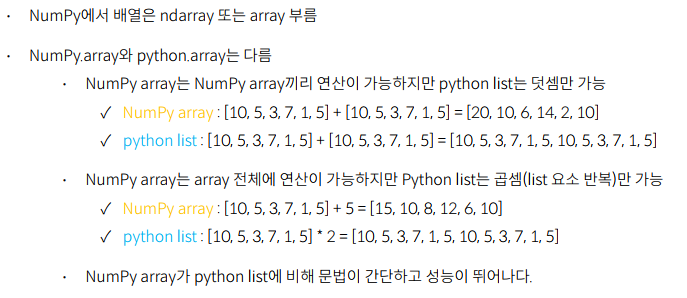 · NumPy에서 배열은 ndarray 또는 array 부름
· NumPy.array와 python.array는 다름
· NumPy array는 NumPy array끼리 연산이 가능하지만 python list는 덧셈만 가능
✓ NumPy array : [10, 5, 3, 7, 1, 5] + [10, 5, 3, 7, 1, 5] = [20, 10, 6, 14, 2, 10]
✓ python list : [10, 5, 3, 7, 1, 5] + [10, 5, 3, 7, 1, 5] = [10, 5, 3, 7, 1, 5, 10, 5, 3, 7, 1, 5]
· NumPy array는 array 전체에 연산이 가능하지만 Python list는 곱셈(list 요소 반복)만 가능
✓ NumPy array : [10, 5, 3, 7, 1, 5] + 5 = [15, 10, 8, 12, 6, 10]
✓ python list : [10, 5, 3, 7, 1, 5] * 2 = [10, 5, 3, 7, 1, 5, 10, 5, 3, 7, 1, 5]
· NumPy array가 python list에 비해 문법이 간단하고 성능이 뛰어나다.